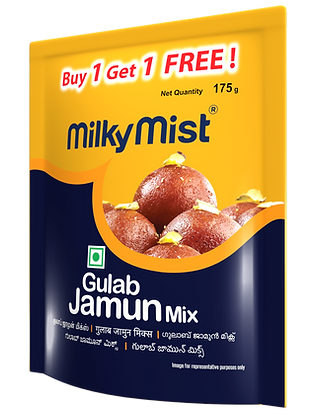 Buy 1 Get 1 FREE!
Net Quantity 175 g
Milky Mist®
Gulab
Jamun Mix
குலாப் ஜாமூன் மிக்ஸ் | गुलाब जामुन मिक्स | ഗുലാബ് ജാമുൻ മിക്സ്
గులాబ్ జామూన్ మిక్స్ | ಗುಲಾಬ್ ಜಾಮುನ್ ಮಿಕ್ಸ್
Image for representative purposes only